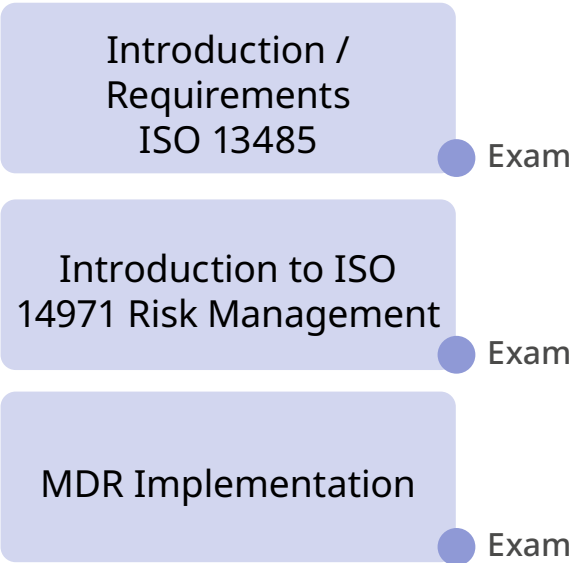 Introduction /
Requirements
ISO 13485
Exam
Introduction to ISO
14971 Risk Management
Exam
MDR Implementation
Exam